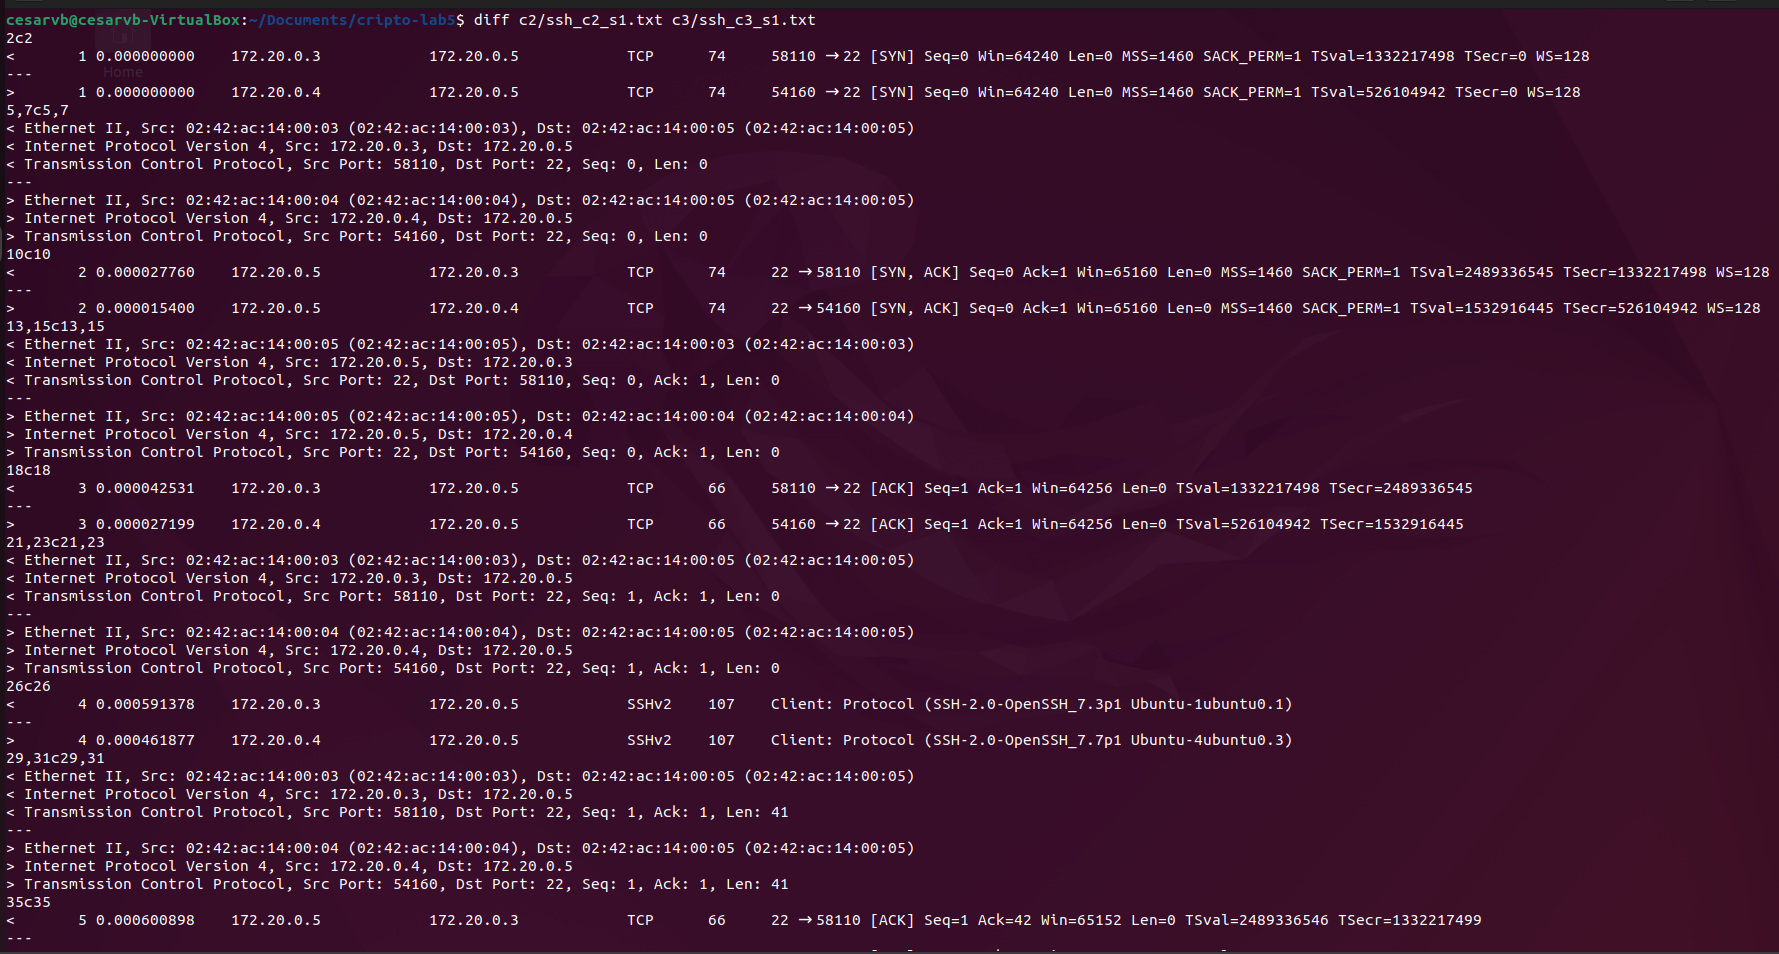 cesarvb@cesarvb-VirtualBox:~/Documents/cripto-lab5$ diff c2/ssh_c2_s1.txt c3/ssh_c3_s1.txt
2c2
<       1 0.000000000    172.20.0.3            172.20.0.5            TCP      74     58110 → 22 [SYN] Seq=0 Win=64240 Len=0 MSS=1460 SACK_PERM=1 TSval=1332217498 TSecr=0 WS=128
---
Home
>       1 0.000000000    172.20.0.4            172.20.0.5            TCP      74     54160 → 22 [SYN] Seq=0 Win=64240 Len=0 MSS=1460 SACK_PERM=1 TSval=526104942 TSecr=0 WS=128
5,7c5,7
< Ethernet II, Src: 02:42:ac:14:00:03 (02:42:ac:14:00:03), Dst: 02:42:ac:14:00:05 (02:42:ac:14:00:05)
< Internet Protocol Version 4, Src: 172.20.0.3, Dst: 172.20.0.5
< Transmission Control Protocol, Src Port: 58110, Dst Port: 22, Seq: 0, Len: 0
---
> Ethernet II, Src: 02:42:ac:14:00:04 (02:42:ac:14:00:04), Dst: 02:42:ac:14:00:05 (02:42:ac:14:00:05)
> Internet Protocol Version 4, Src: 172.20.0.4, Dst: 172.20.0.5
> Transmission Control Protocol, Src Port: 54160, Dst Port: 22, Seq: 0, Len: 0
10c10
<       2 0.000027760    172.20.0.5            172.20.0.3            TCP      74     22 → 58110 [SYN, ACK] Seq=0 Ack=1 Win=65160 Len=0 MSS=1460 SACK_PERM=1 TSval=2489336545 TSecr=1332217498 WS=128
---
>       2 0.000015400    172.20.0.5            172.20.0.4            TCP      74     22 → 54160 [SYN, ACK] Seq=0 Ack=1 Win=65160 Len=0 MSS=1460 SACK_PERM=1 TSval=1532916445 TSecr=526104942 WS=128
13,15c13,15
< Ethernet II, Src: 02:42:ac:14:00:05 (02:42:ac:14:00:05), Dst: 02:42:ac:14:00:03 (02:42:ac:14:00:03)
< Internet Protocol Version 4, Src: 172.20.0.5, Dst: 172.20.0.3
< Transmission Control Protocol, Src Port: 22, Dst Port: 58110, Seq: 0, Ack: 1, Len: 0
---
> Ethernet II, Src: 02:42:ac:14:00:05 (02:42:ac:14:00:05), Dst: 02:42:ac:14:00:04 (02:42:ac:14:00:04)
> Internet Protocol Version 4, Src: 172.20.0.5, Dst: 172.20.0.4
> Transmission Control Protocol, Src Port: 22, Dst Port: 54160, Seq: 0, Ack: 1, Len: 0
18c18
<       3 0.000042531    172.20.0.3            172.20.0.5            TCP      66     58110 → 22 [ACK] Seq=1 Ack=1 Win=64256 Len=0 TSval=1332217498 TSecr=2489336545
---
>       3 0.000027199    172.20.0.4            172.20.0.5            TCP      66     54160 → 22 [ACK] Seq=1 Ack=1 Win=64256 Len=0 TSval=526104942 TSecr=1532916445
21,23c21,23
< Ethernet II, Src: 02:42:ac:14:00:03 (02:42:ac:14:00:03), Dst: 02:42:ac:14:00:05 (02:42:ac:14:00:05)
< Internet Protocol Version 4, Src: 172.20.0.3, Dst: 172.20.0.5
< Transmission Control Protocol, Src Port: 58110, Dst Port: 22, Seq: 1, Ack: 1, Len: 0
---
> Ethernet II, Src: 02:42:ac:14:00:04 (02:42:ac:14:00:04), Dst: 02:42:ac:14:00:05 (02:42:ac:14:00:05)
> Internet Protocol Version 4, Src: 172.20.0.4, Dst: 172.20.0.5
> Transmission Control Protocol, Src Port: 54160, Dst Port: 22, Seq: 1, Ack: 1, Len: 0
26c26
<       4 0.000591378    172.20.0.3            172.20.0.5            SSHv2    107    Client: Protocol (SSH-2.0-OpenSSH_7.3p1 Ubuntu-1ubuntu0.1)
---
>       4 0.000461877    172.20.0.4            172.20.0.5            SSHv2    107    Client: Protocol (SSH-2.0-OpenSSH_7.7p1 Ubuntu-4ubuntu0.3)
29,31c29,31
< Ethernet II, Src: 02:42:ac:14:00:03 (02:42:ac:14:00:03), Dst: 02:42:ac:14:00:05 (02:42:ac:14:00:05)
< Internet Protocol Version 4, Src: 172.20.0.3, Dst: 172.20.0.5
< Transmission Control Protocol, Src Port: 58110, Dst Port: 22, Seq: 1, Ack: 1, Len: 41
---
> Ethernet II, Src: 02:42:ac:14:00:04 (02:42:ac:14:00:04), Dst: 02:42:ac:14:00:05 (02:42:ac:14:00:05)
> Internet Protocol Version 4, Src: 172.20.0.4, Dst: 172.20.0.5
> Transmission Control Protocol, Src Port: 54160, Dst Port: 22, Seq: 1, Ack: 1, Len: 41
35c35
<       5 0.000600898    172.20.0.5            172.20.0.3            TCP      66     22 → 58110 [ACK] Seq=1 Ack=42 Win=65152 Len=0 TSval=2489336546 TSecr=1332217499
---